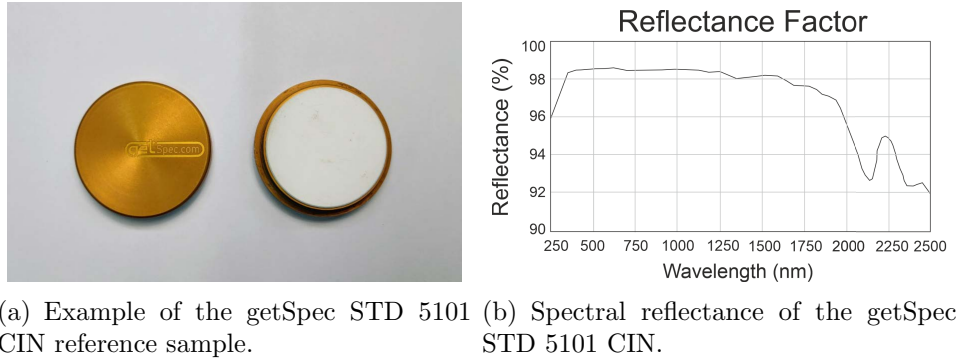 getSpec.com
Reflectance Factor
Reflectance (%)
100
98
96
94
92
90
250 500 750 1000 1250 1500 1750 2000 2250 2500
Wavelength (nm)
(a) Example of the getSpec STD 5101
CIN reference sample.
(b) Spectral reflectance of the getSpec
STD 5101 CIN.